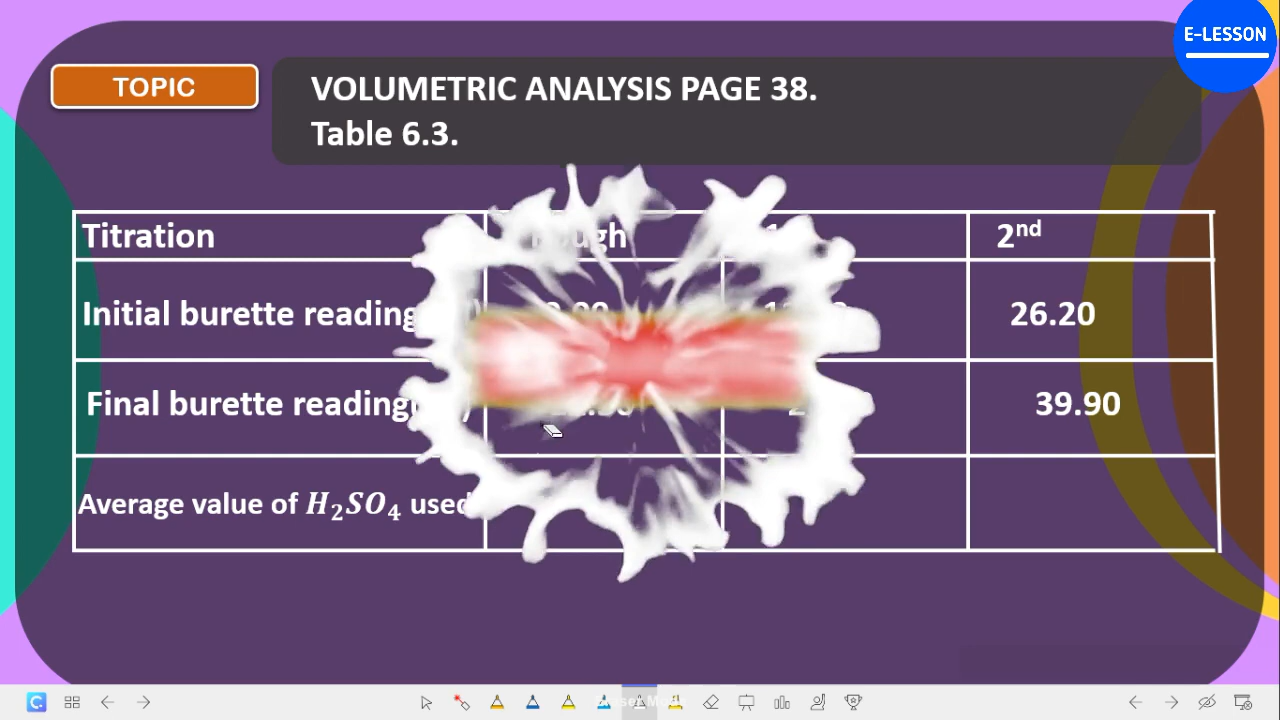 E-LESSON
TOPIC
VOLUMETRIC ANALYSIS PAGE 38.
Table 6.3.
Titration 2nd
Initial burette reading 26.20
Final burette reading( 39.90
Average value of H₂SO₄ used